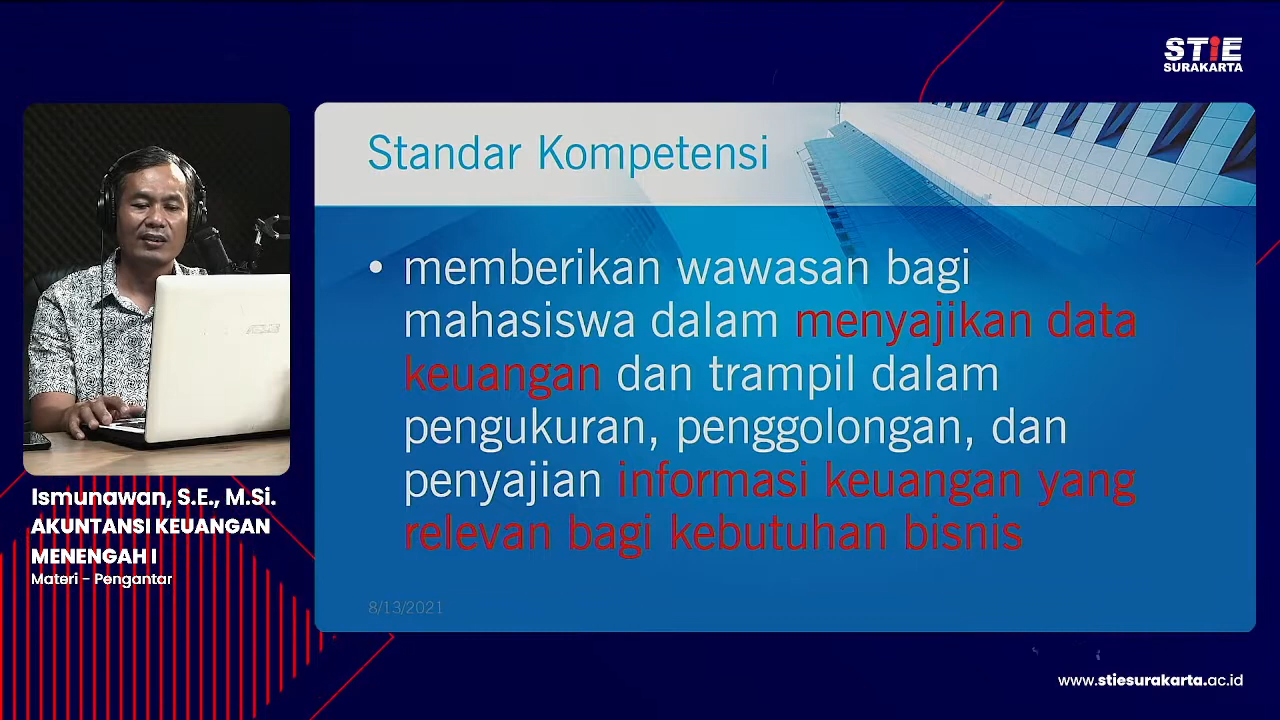 STiE
SURAKARTA
Standar Kompetensi
• memberikan wawasan bagi
mahasiswa dalam menyajikan data
keuangan dan trampil dalam
pengukuran, penggolongan, dan
penyajian informasi keuangan yang
relevan bagi kebutuhan bisnis
8/13/2021
ASUS
Ismunawan, S.E., M.Si.
AKUNTANSI KEUANGAN
MENENGAH I
Materi - Pengantar
www.stiesurakarta.ac.id